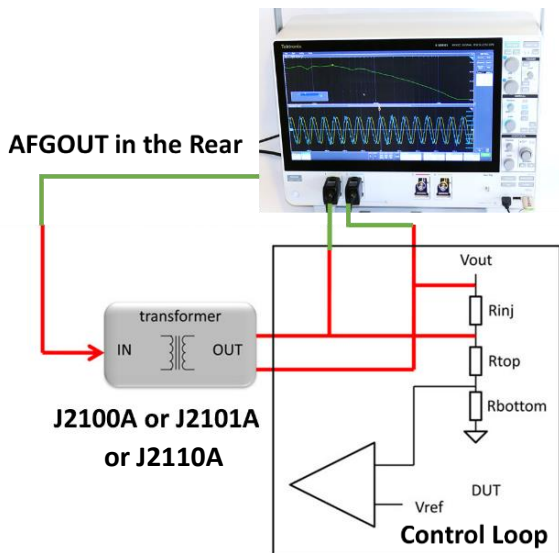 Tektronix
AFGOUT in the Rear
Vout
Rinj
transformer
IN
OUT
Rtop
Rbottom
J2100A or J2101A
or J2110A
Vref
DUT
Control Loop